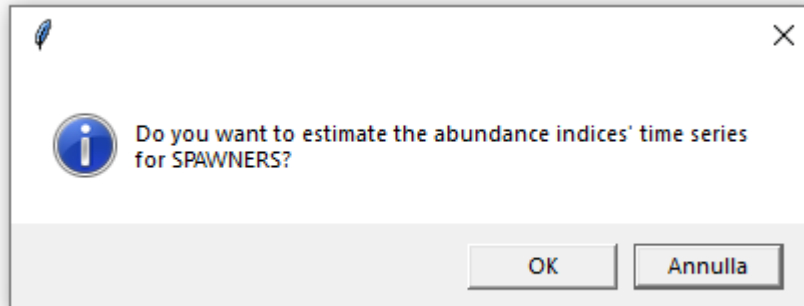 Do you want to estimate the abundance indices' time series
for SPAWNERS?
OK Annulla